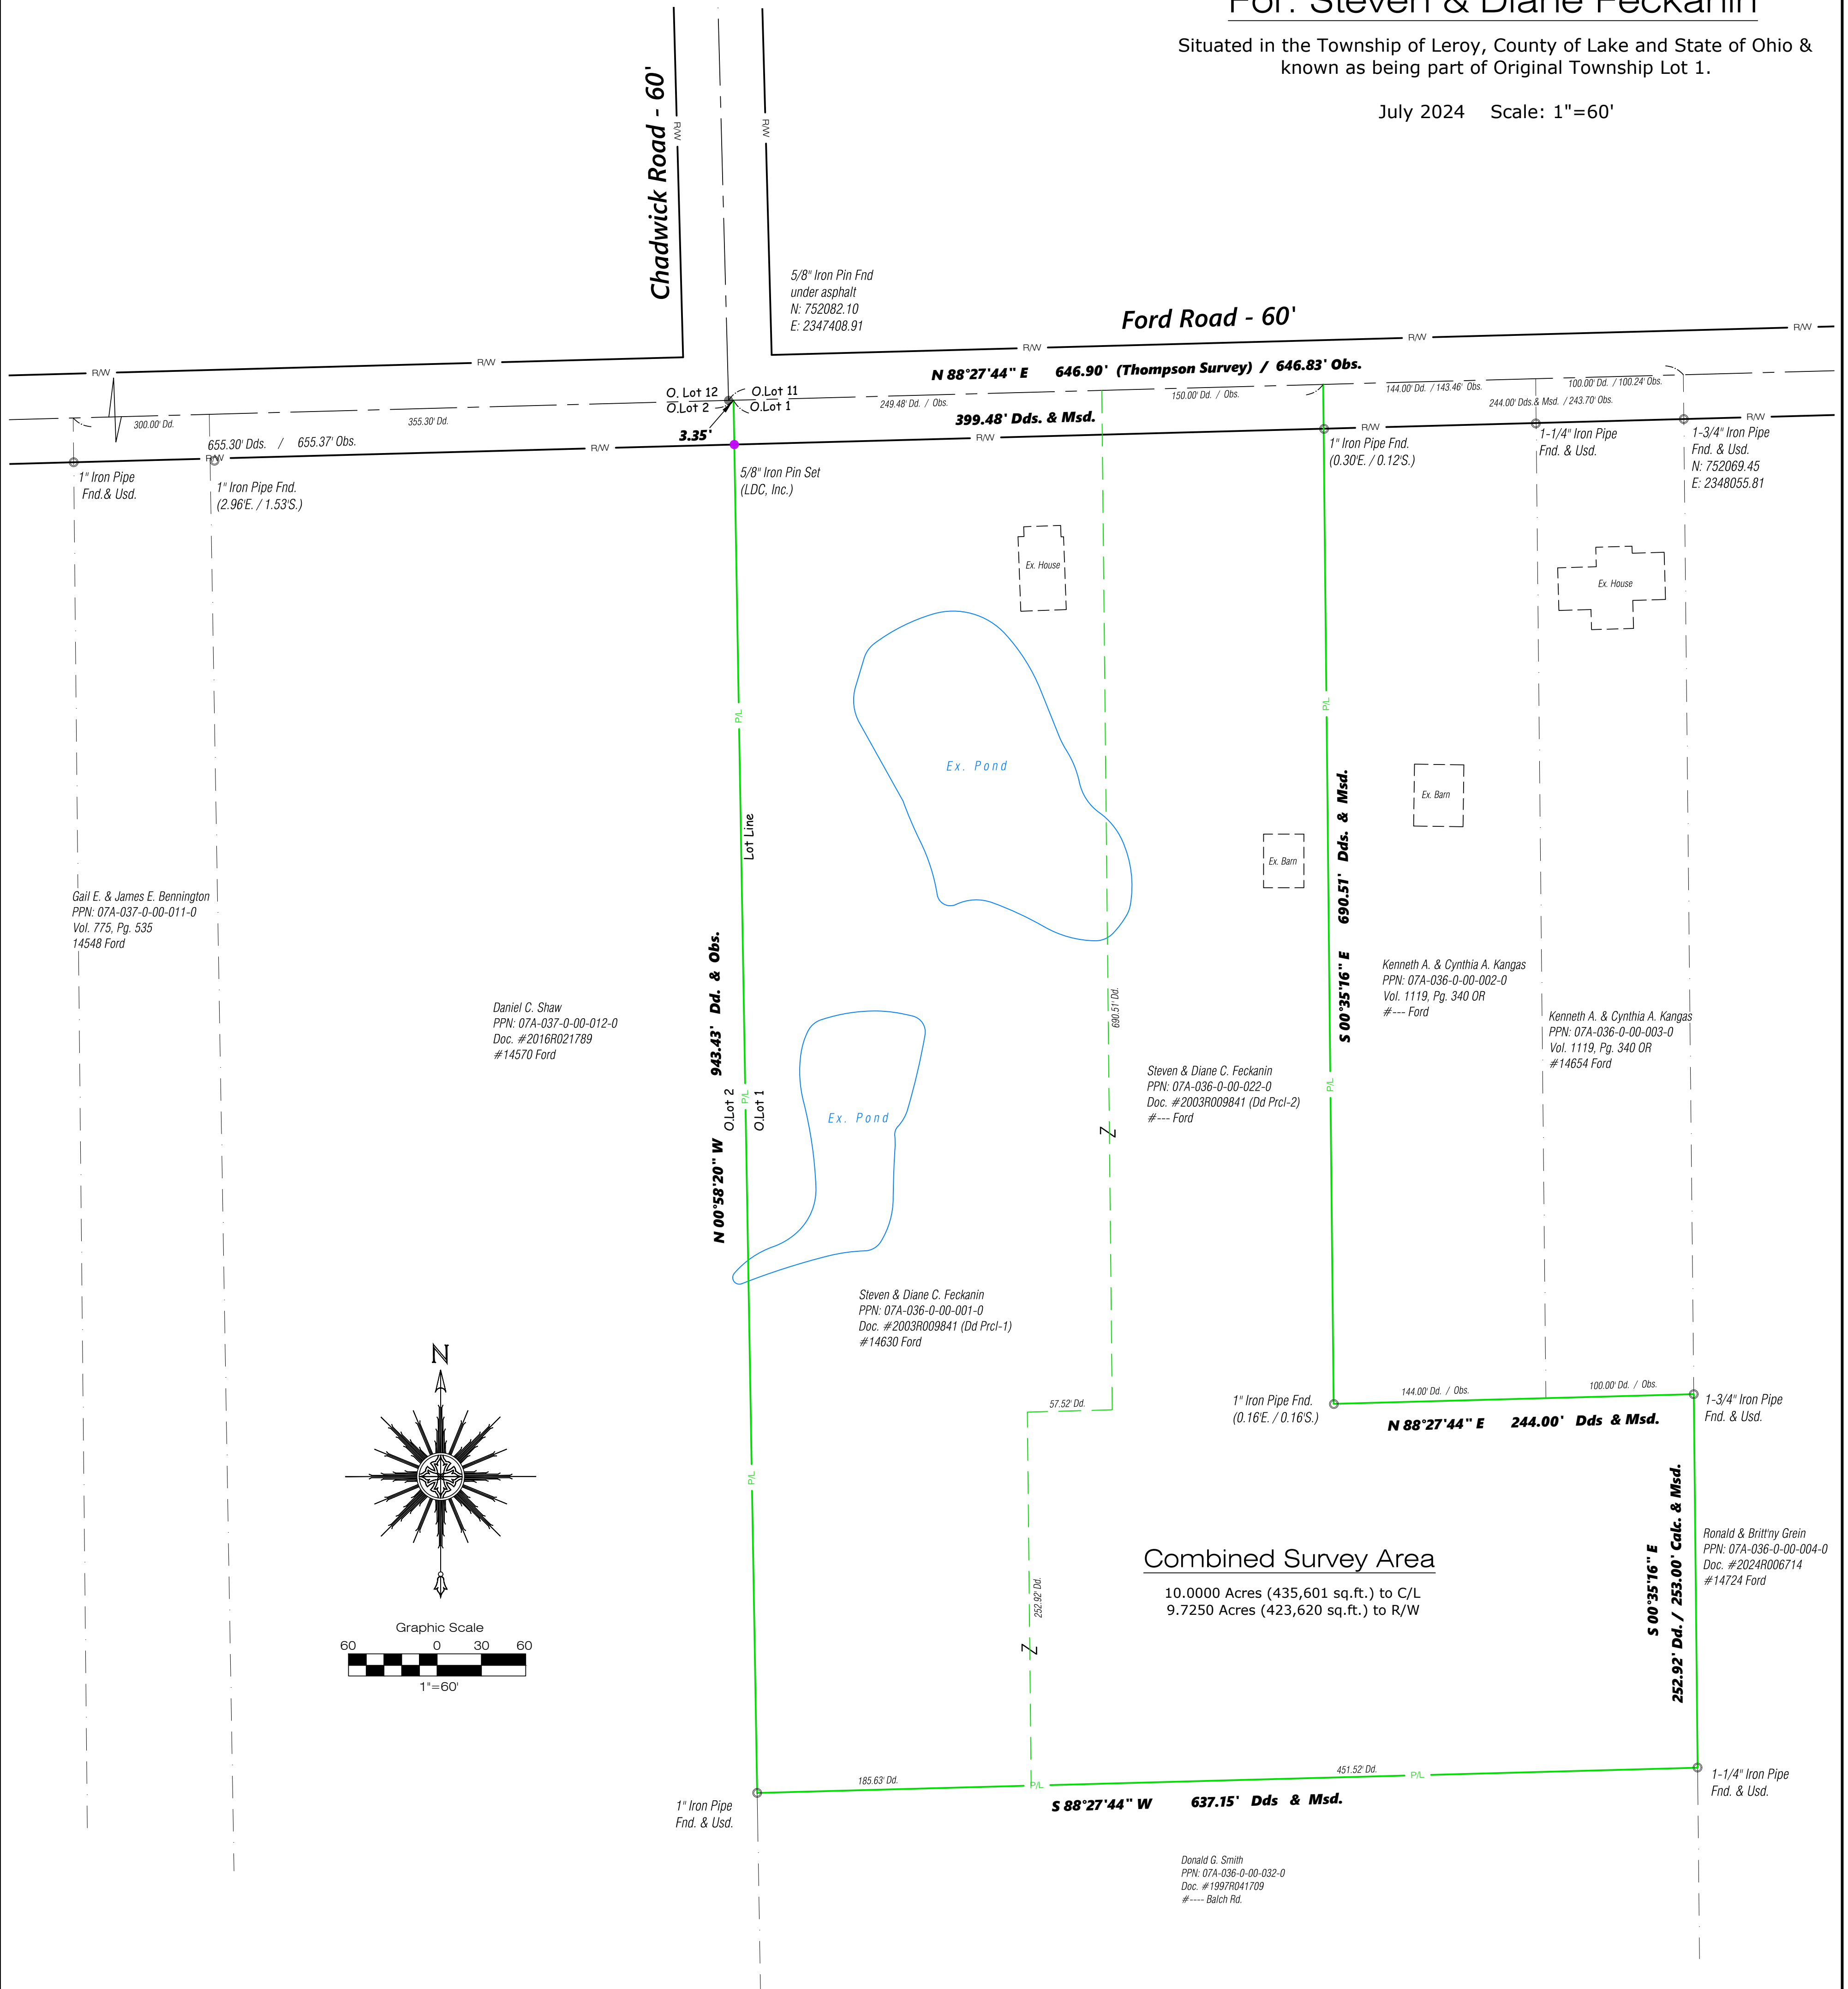 For: Steven & Diane Feckanin
Situated in the Township of Leroy, County of Lake and State of Ohio &
known as being part of Original Township Lot 1.
July 2024 Scale: 1"=60'
Chadwick Road - 60'
R/W
R/W
5/8" Iron Pin Fnd
under asphalt
N: 752082.10
E: 2347408.91
Ford Road - 60'
R/W
R/W
R/W
R/W
R/W
N 88°27'44" E 646.90' (Thompson Survey) / 646.83' Obs.
O. Lot 12
O.Lot 11
O.Lot 2
O.Lot 1
3.35'
300.00' Dd.
355.30' Dd.
249.48' Dd. / Obs.
150.00' Dd. / Obs.
144.00' Dd. / 143.46' Obs.
100.00' Dd. / 100.24' Obs.
244.00' Dds.& Msd. / 243.70' Obs.
399.48' Dds. & Msd.
655.30' Dds. / 655.37' Obs.
R/W
R/W
R/W
R/W
R/W
1" Iron Pipe
Fnd.& Usd.
1" Iron Pipe Fnd.
(2.96'E. / 1.53'S.)
5/8" Iron Pin Set
(LDC, Inc.)
1" Iron Pipe Fnd.
(0.30'E. / 0.12'S.)
1-1/4" Iron Pipe
Fnd. & Usd.
1-3/4" Iron Pipe
Fnd. & Usd.
N: 752069.45
E: 2348055.81
Ex. House
Ex. House
P/L
P/L
Ex. Pond
Ex. Barn
Ex. Barn
Lot Line
Gail E. & James E. Bennington
PPN: 07A-037-0-00-011-0
Vol. 775, Pg. 535
14548 Ford
Daniel C. Shaw
PPN: 07A-037-0-00-012-0
Doc. #2016R021789
#14570 Ford
N 00°58'20" W 943.43' Dd. & Obs.
O.Lot 2
P/L
O.Lot 1
Ex. Pond
690.51' Dd.
Z
S 00°35'16" E 690.51' Dds. & Msd.
P/L
Kenneth A. & Cynthia A. Kangas
PPN: 07A-036-0-00-002-0
Vol. 1119, Pg. 340 OR
#--- Ford
Kenneth A. & Cynthia A. Kangas
PPN: 07A-036-0-00-003-0
Vol. 1119, Pg. 340 OR
#14654 Ford
Steven & Diane C. Feckanin
PPN: 07A-036-0-00-022-0
Doc. #2003R009841 (Dd Prcl-2)
#--- Ford
Steven & Diane C. Feckanin
PPN: 07A-036-0-00-001-0
Doc. #2003R009841 (Dd Prcl-1)
#14630 Ford
N
57.52' Dd.
1" Iron Pipe Fnd.
(0.16'E. / 0.16'S.)
144.00' Dd. / Obs.
100.00' Dd. / Obs.
N 88°27'44" E 244.00' Dds & Msd.
1-3/4" Iron Pipe
Fnd. & Usd.
P/L
252.92' Dd.
Z
Combined Survey Area
10.0000 Acres (435,601 sq.ft.) to C/L
9.7250 Acres (423,620 sq.ft.) to R/W
S 00°35'16" E
252.92' Dd. / 253.00' Calc. & Msd.
Ronald & Britt'ny Grein
PPN: 07A-036-0-00-004-0
Doc. #2024R006714
#14724 Ford
Graphic Scale
60 0 30 60
1"=60'
185.63' Dd.
P/L
451.52' Dd.
P/L
S 88°27'44" W 637.15' Dds & Msd.
1" Iron Pipe
Fnd. & Usd.
1-1/4" Iron Pipe
Fnd. & Usd.
Donald G. Smith
PPN: 07A-036-0-00-032-0
Doc. #1997R041709
#---- Balch Rd.